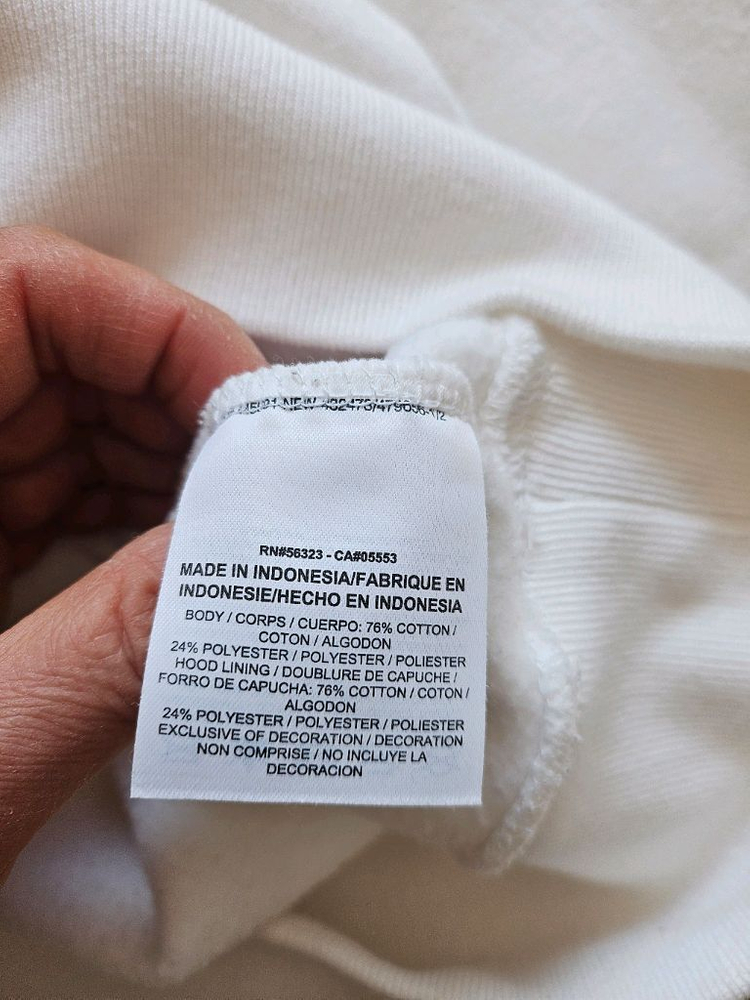 RN#56323 - CA#05553
MADE IN INDONESIA/FABRIQUE EN
INDONESIE/HECHO EN INDONESIA
BODY / CORPS / CUERPO: 76% COTTON /
COTON / ALGODON
24% POLYESTER / POLYESTER / POLIESTER
HOOD LINING / DOUBLURE DE CAPUCHE /
FORRO DE CAPUCHA: 76% COTTON / COTON /
ALGODON
24% POLYESTER / POLYESTER / POLIESTER
EXCLUSIVE OF DECORATION / DECORATION
NON COMPRISE / NO INCLUYE LA
DECORACION